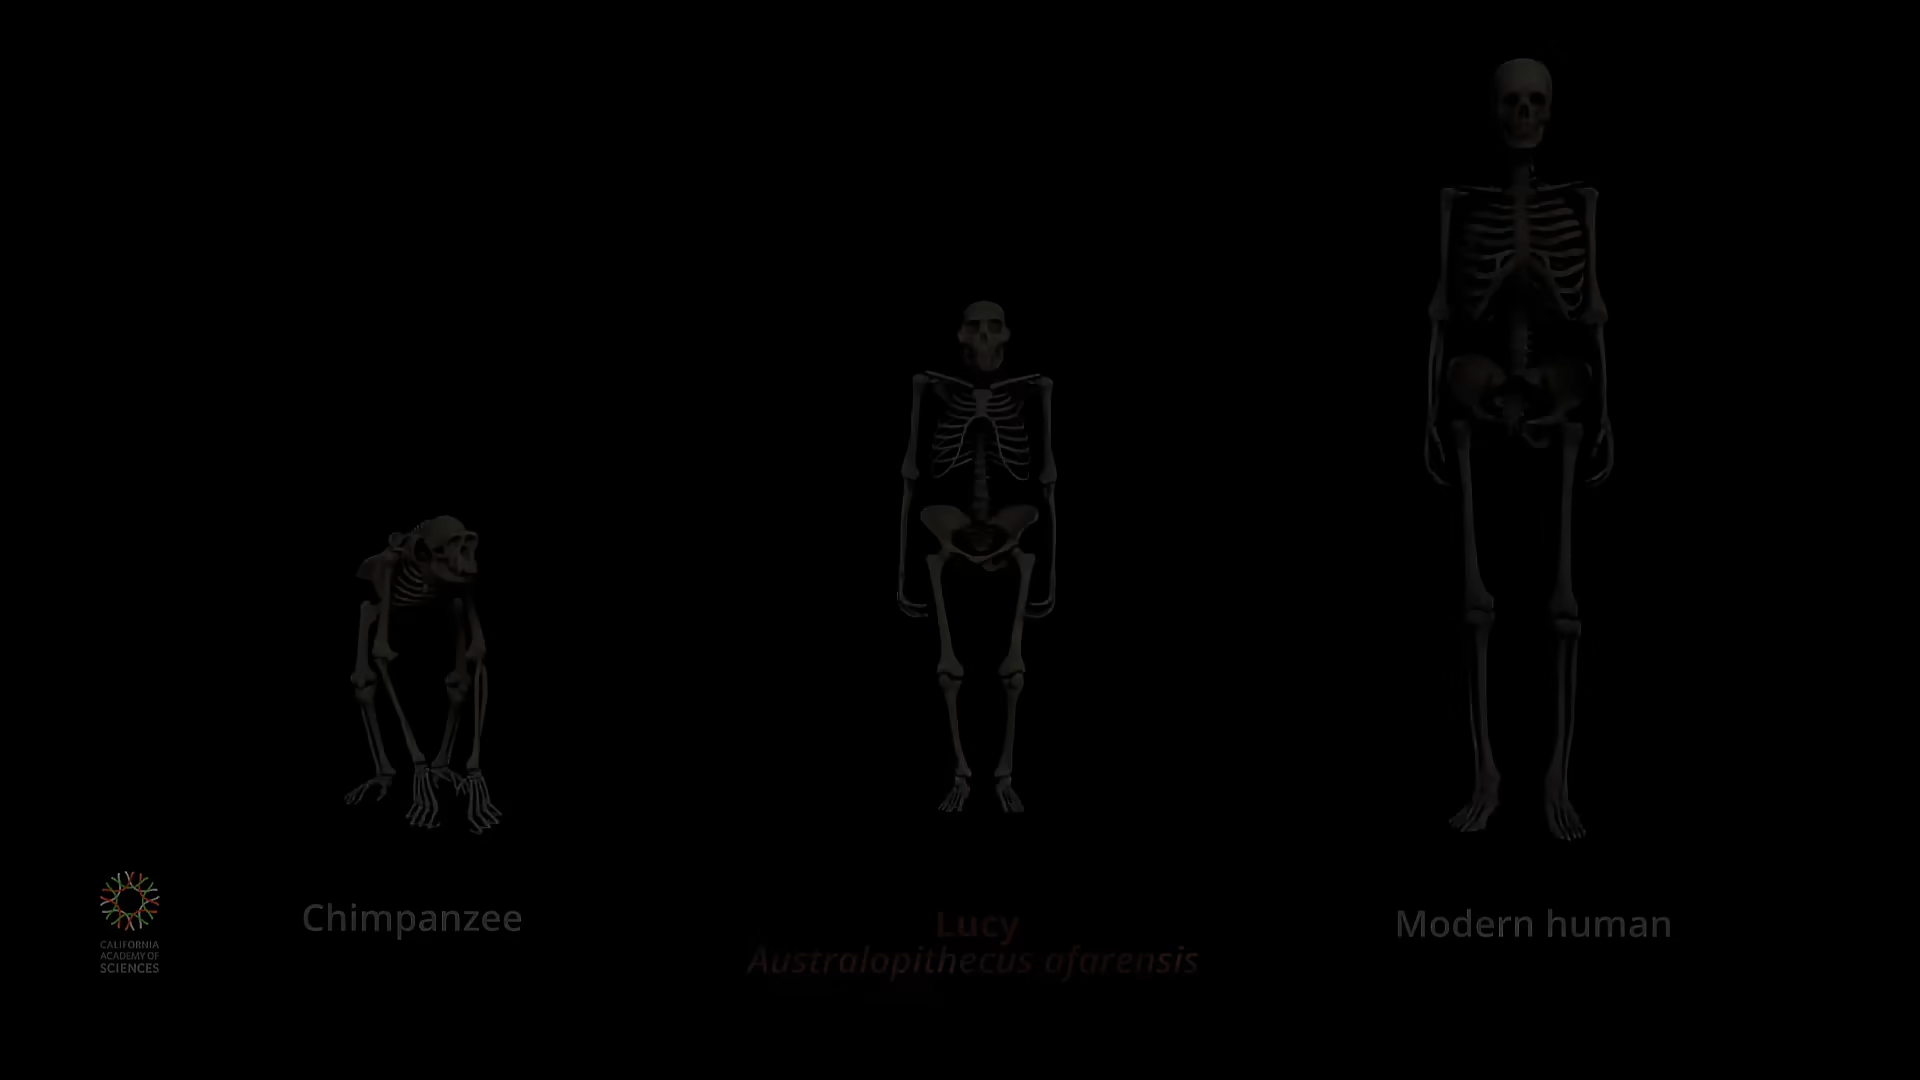 Chimpanzee
Lucy
Australopithecus afarensis
Modern human
CALIFORNIA
ACADEMY OF
SCIENCES